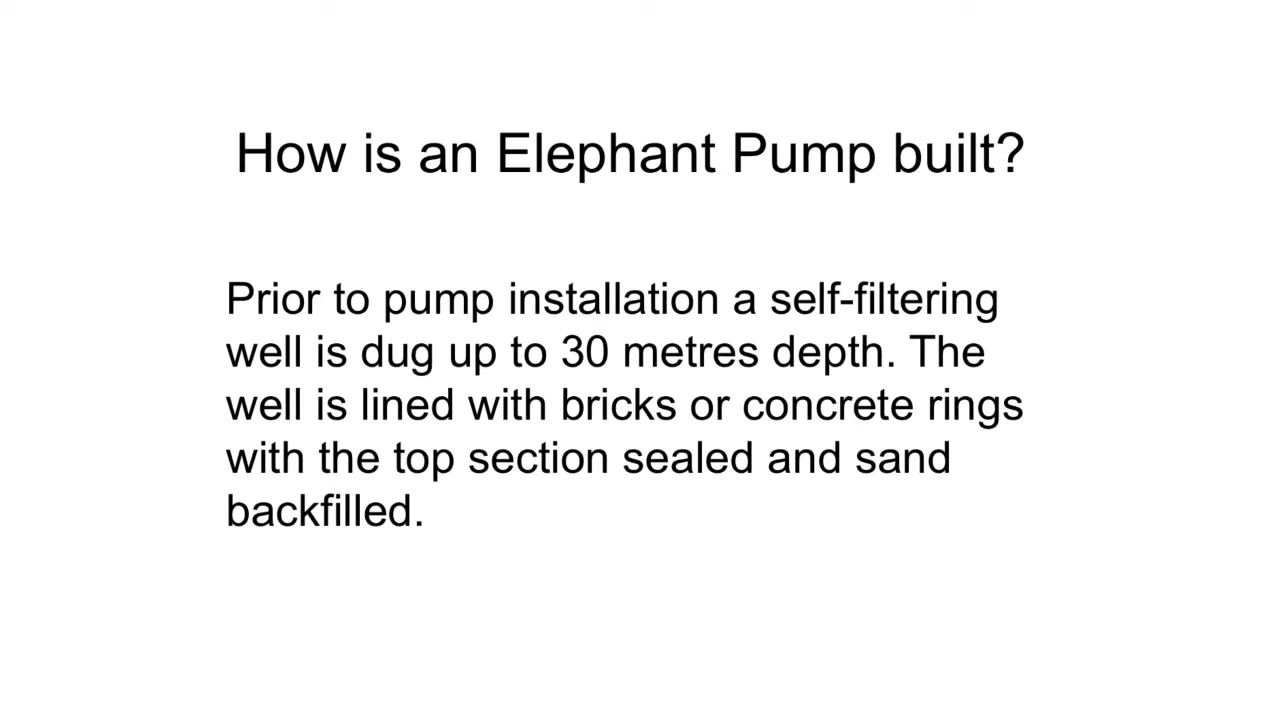 How is an Elephant Pump built?
Prior to pump installation a self-filtering
well is dug up to 30 metres depth. The
well is lined with bricks or concrete rings
with the top section sealed and sand
backfilled.